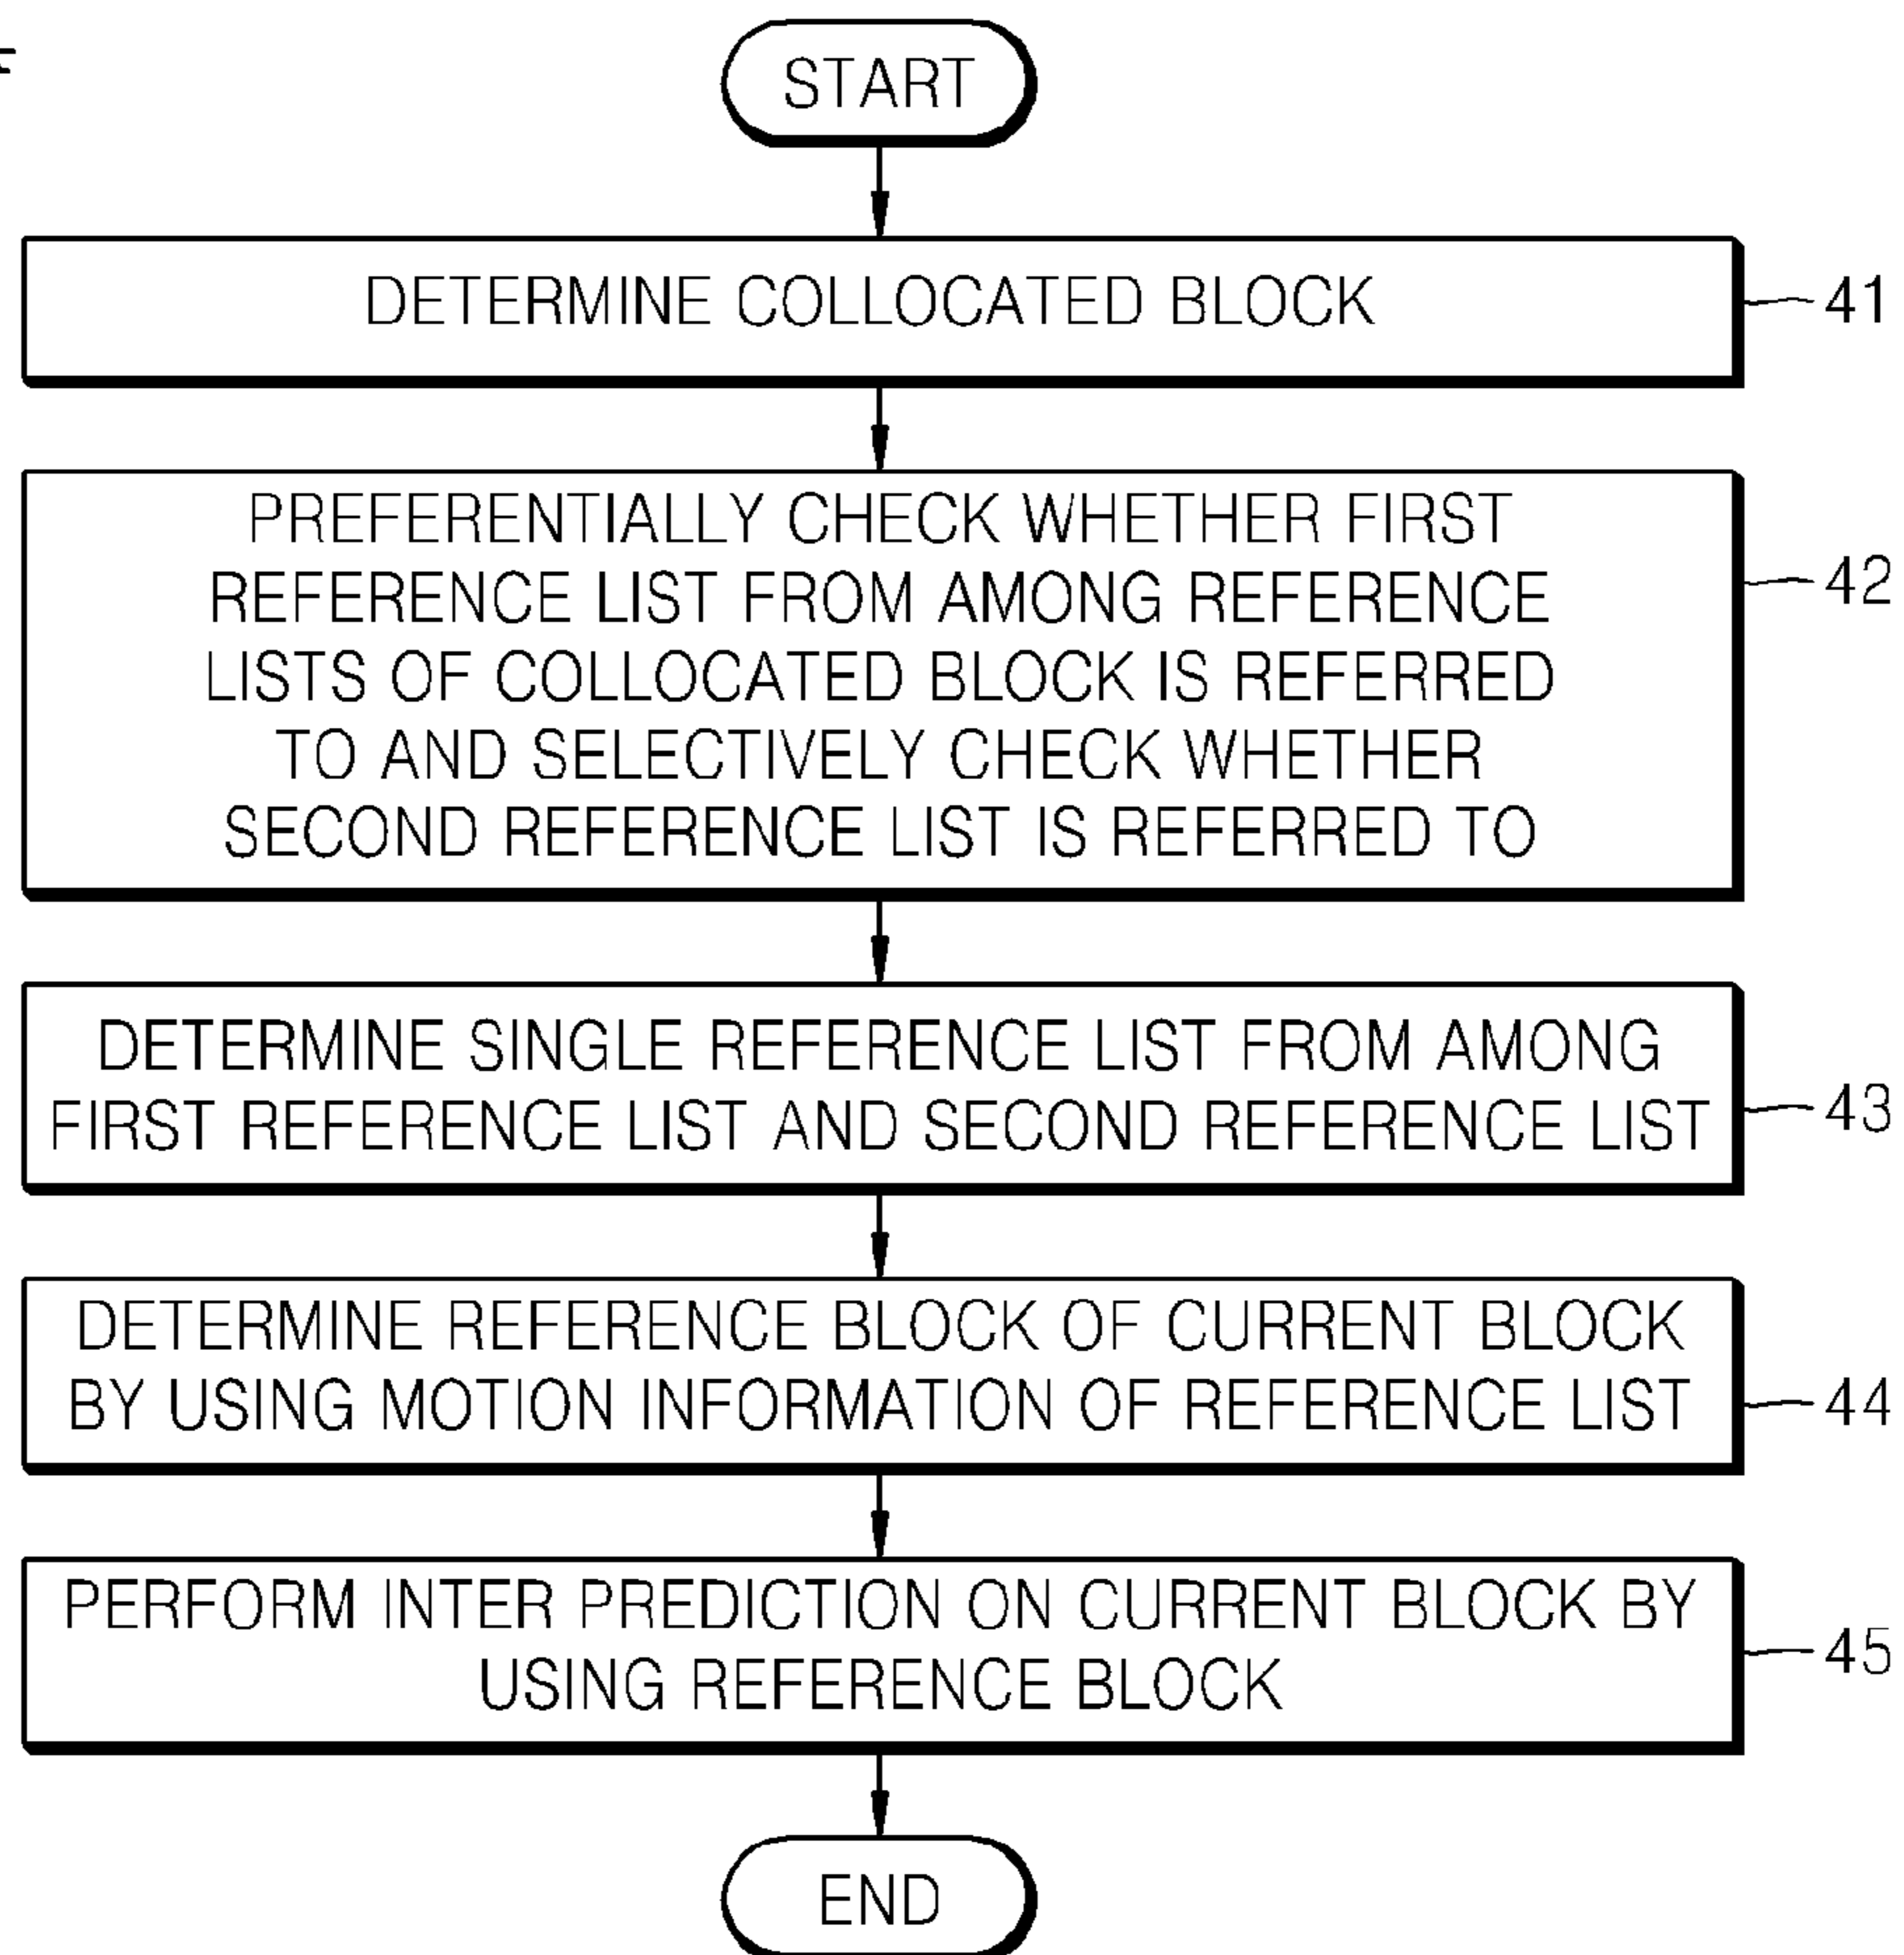 START
DETERMINE COLLOCATED BLOCK
41
PREFERENTIALLY CHECK WHETHER FIRST
REFERENCE LIST FROM AMONG REFERENCE
LISTS OF COLLOCATED BLOCK IS REFERRED
TO AND SELECTIVELY CHECK WHETHER
SECOND REFERENCE LIST IS REFERRED TO
42
DETERMINE SINGLE REFERENCE LIST FROM AMONG
FIRST REFERENCE LIST AND SECOND REFERENCE LIST
43
DETERMINE REFERENCE BLOCK OF CURRENT BLOCK
BY USING MOTION INFORMATION OF REFERENCE LIST
44
PERFORM INTER PREDICTION ON CURRENT BLOCK BY
USING REFERENCE BLOCK
45
END